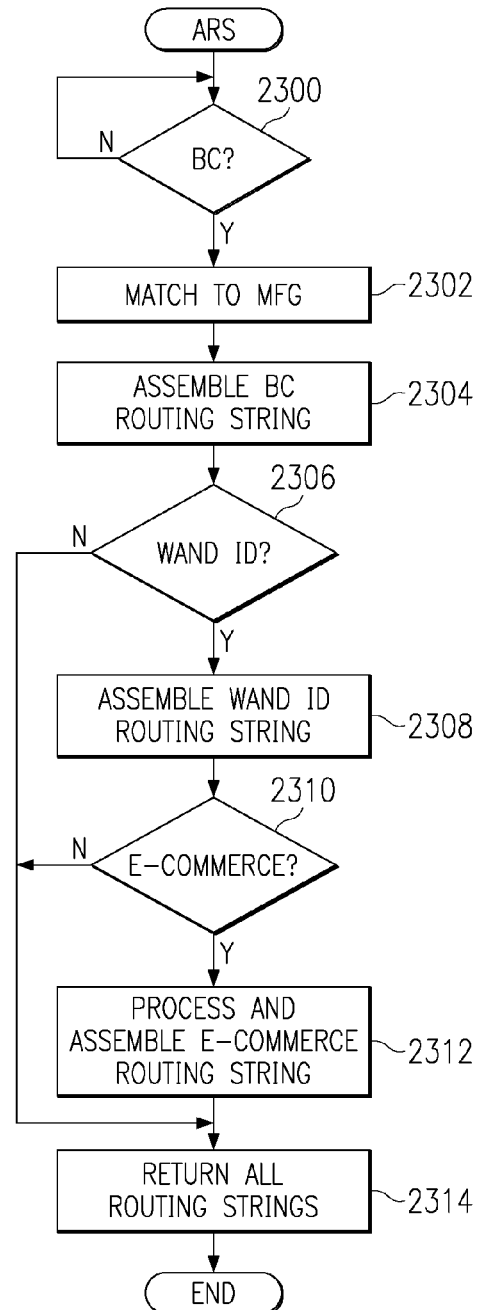 ARS
2300
N
BC?
Y
MATCH TO MFG
2302
ASSEMBLE BC
ROUTING STRING
2304
2306
N
WAND ID?
Y
ASSEMBLE WAND ID
ROUTING STRING
2308
2310
N
E-COMMERCE?
Y
PROCESS AND
ASSEMBLE E-COMMERCE
ROUTING STRING
2312
RETURN ALL
ROUTING STRINGS
2314
END